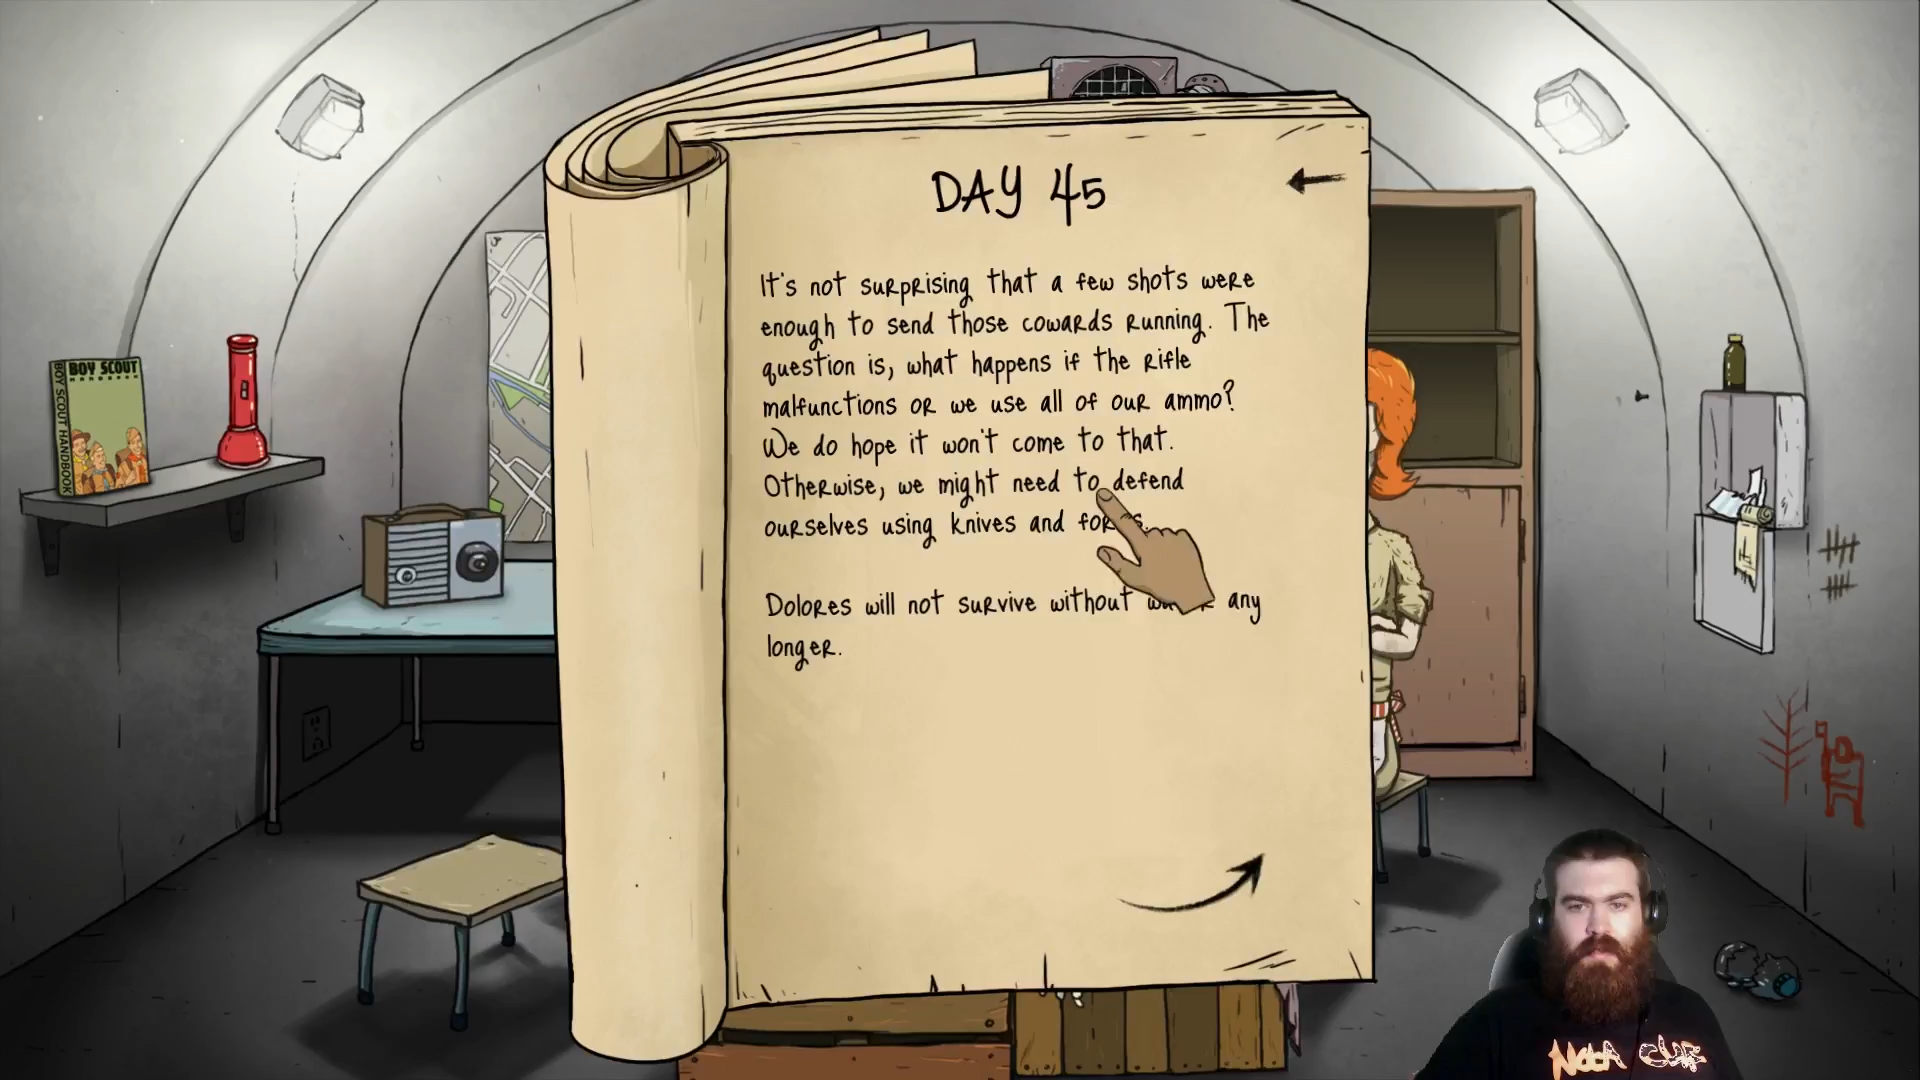 DAY 45
It's not surprising that a few shots were
enough to send those cowards running. The
question is, what happens if the rifle
malfunctions or we use all of our ammo?
We do hope it won't come to that.
Otherwise, we might need to defend
ourselves using knives and forks.
Dolores will not survive without any
longer.
BOY SCOUT
HANDBOOK
BOY SCOUT HANDBOOK